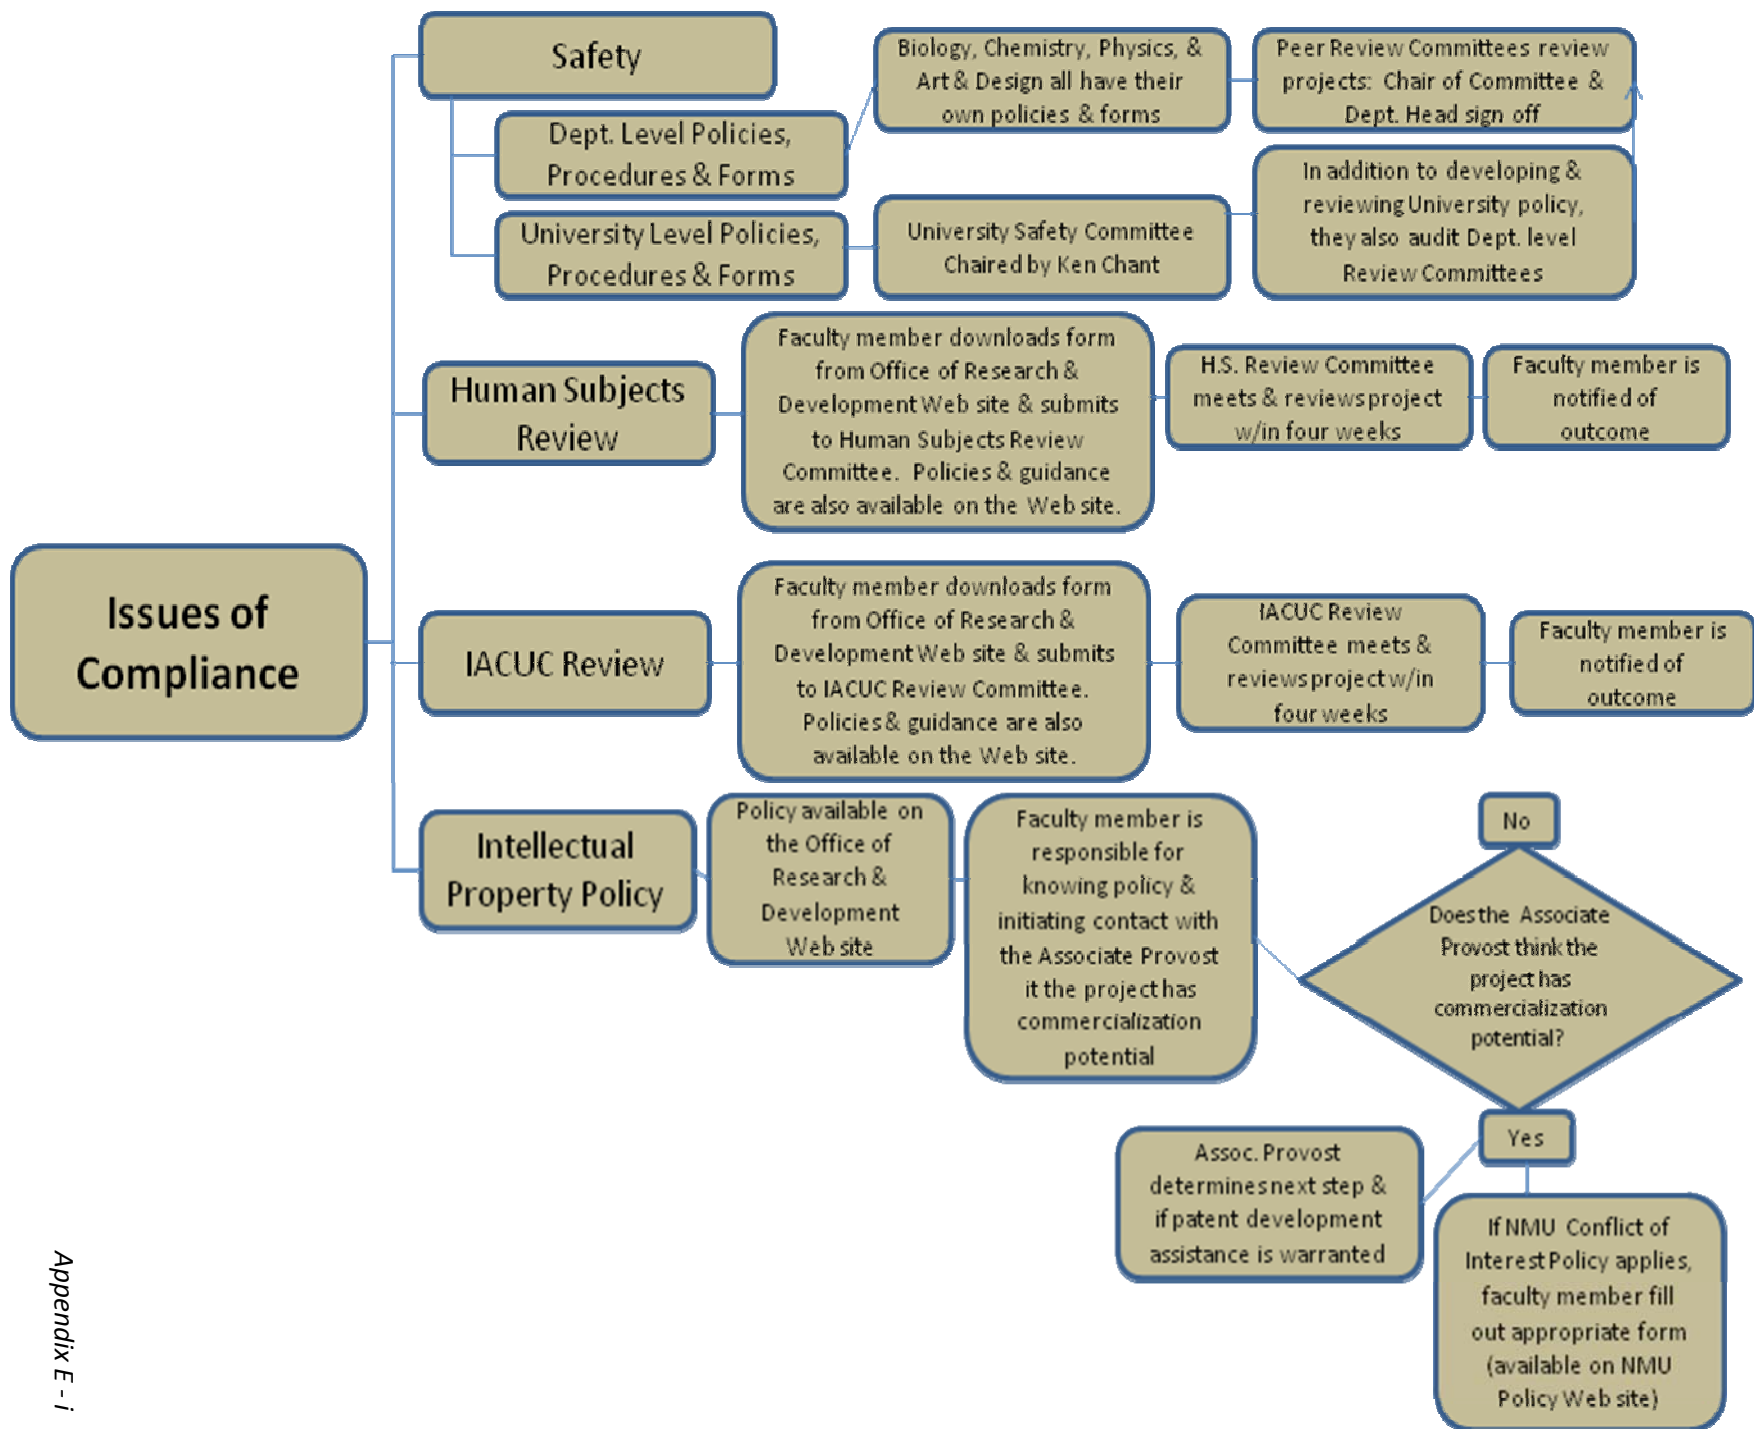 Safety
Dept. Level Policies,
Procedures & Forms
Biology, Chemistry, Physics, &
Art & Design all have their
own policies & forms
Peer Review Committees review
projects: Chair of Committee &
Dept. Head sign off
University Level Policies,
Procedures & Forms
University Safety Committee
Chaired by Ken Chant
In addition to developing &
reviewing University policy,
they also audit Dept. level
Review Committees
Human Subjects
Review
Faculty member downloads form
from Office of Research &
Development Web site & submits
to Human Subjects Review
Committee. Policies & guidance
are also available on the Web site.
H.S. Review Committee
meets & reviews project
w/in four weeks
Faculty member is
notified of
outcome
Issues of
Compliance
IACUC Review
Faculty member downloads form
from Office of Research &
Development Web site & submits
to IACUC Review Committee.
Policies & guidance are also
available on the Web site.
IACUC Review
Committee meets &
reviews project w/in
four weeks
Faculty member is
notified of
outcome
Intellectual
Property Policy
Policy available on
the Office of
Research &
Development
Web site
Faculty member is
responsible for
knowing policy &
initiating contact with
the Associate Provost
it the project has
commercialization
potential
No
Does the Associate
Provost think the
project has
commercialization
potential?
Yes
Assoc. Provost
determines next step &
if patent development
assistance is warranted
If NMU Conflict of
Interest Policy applies,
faculty member fill
out appropriate form
(available on NMU
Policy Web site)
Appendix E - i